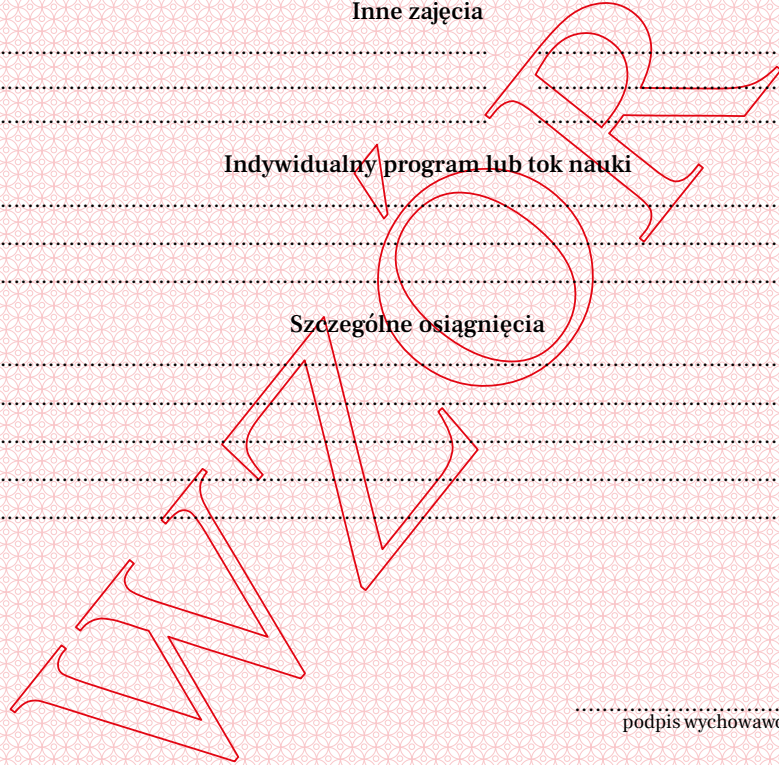 Inne zajęcia
Indywidualny program lub tok nauki
Szczególne osiągnięcia
WZÓR
podpis wychowawc